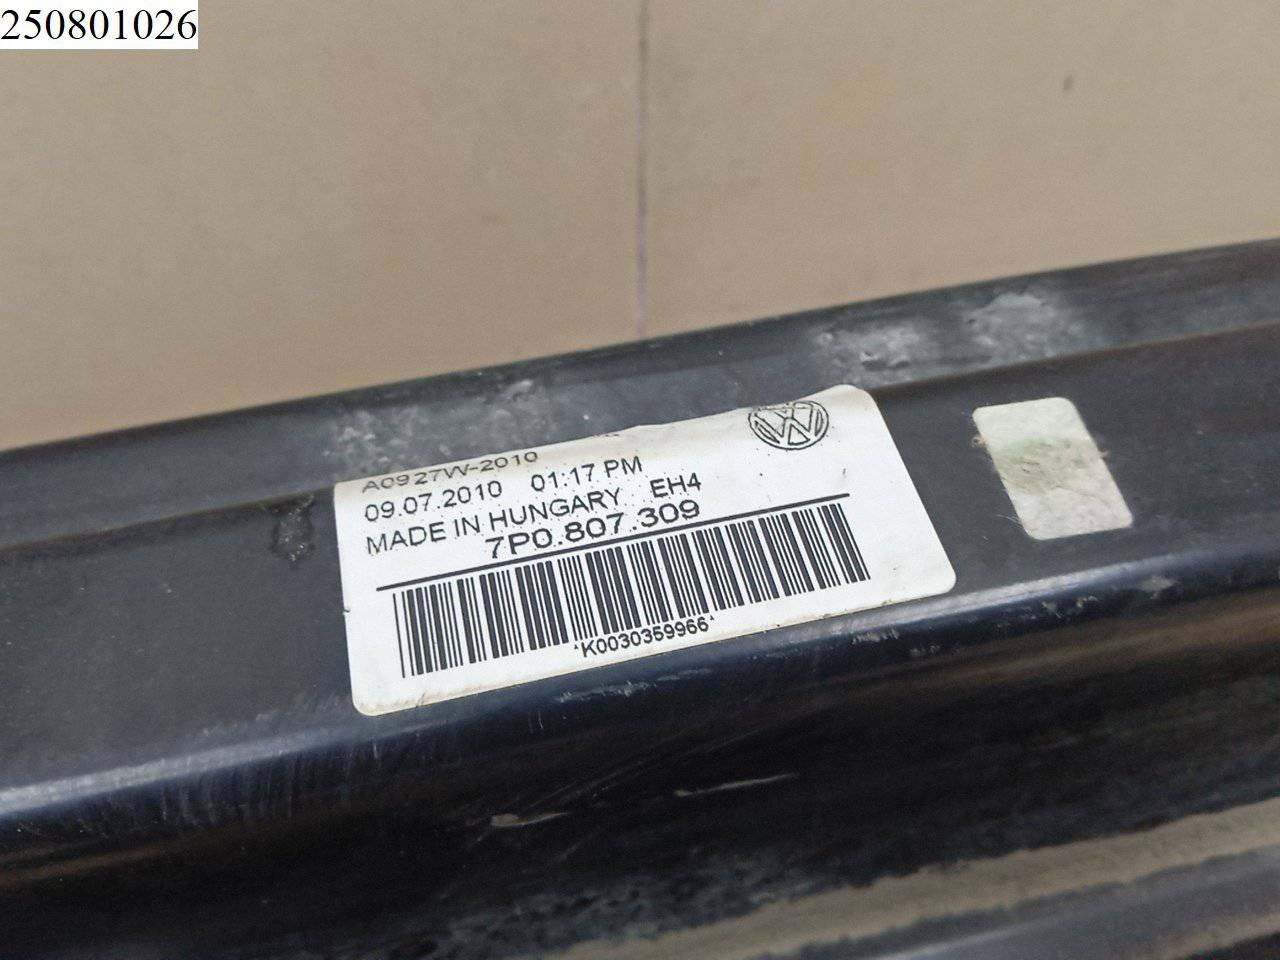 250801026
A0927W-2010
09.07.2010 01:17 PM
MADE IN HUNGARY EH4
7P0.807.309
*K0030359966*